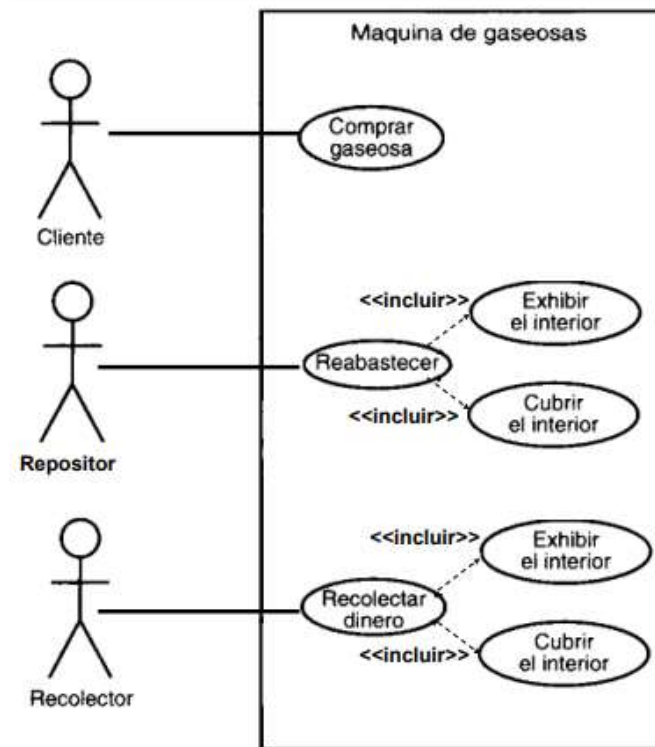 Maquina de gaseosas
Comprar
gaseosa
Cliente
<<incluir>>
Exhibir
el interior
Reabastecer
<<incluir>>
Cubrir
el interior
Repositor
<<incluir>>
Exhibir
el interior
Recolectar
dinero
<<incluir>>
Cubrir
el interior
Recolector